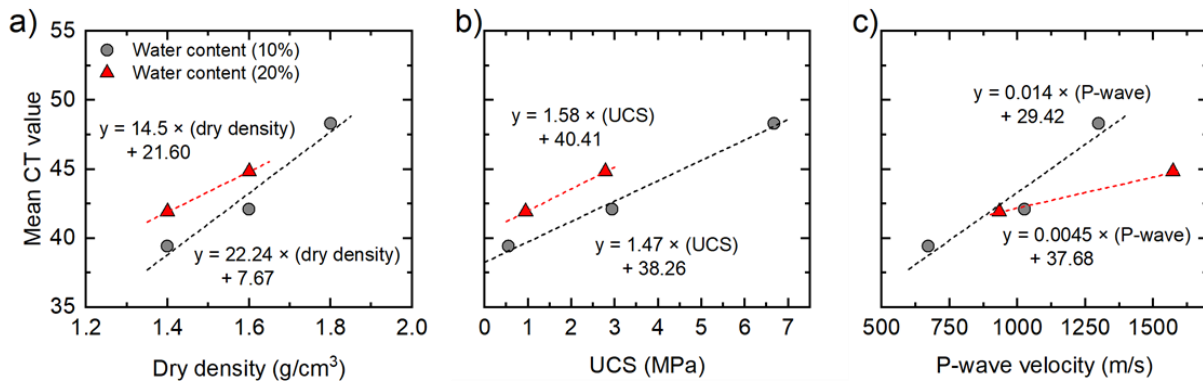 a)
55
50
45
40
35
Mean CT value
Water content (10%)
Water content (20%)
y = 14.5 × (dry density)
+ 21.60
y = 22.24 × (dry density)
+ 7.67
1.2 1.4 1.6 1.8 2.0
Dry density (g/cm³)
b)
y = 1.58 × (UCS)
+ 40.41
y = 1.47 × (UCS)
+ 38.26
0 1 2 3 4 5 6 7
UCS (MPa)
c)
y = 0.014 × (P-wave)
+ 29.42
y = 0.0045 × (P-wave)
+ 37.68
500 750 1000 1250 1500
P-wave velocity (m/s)